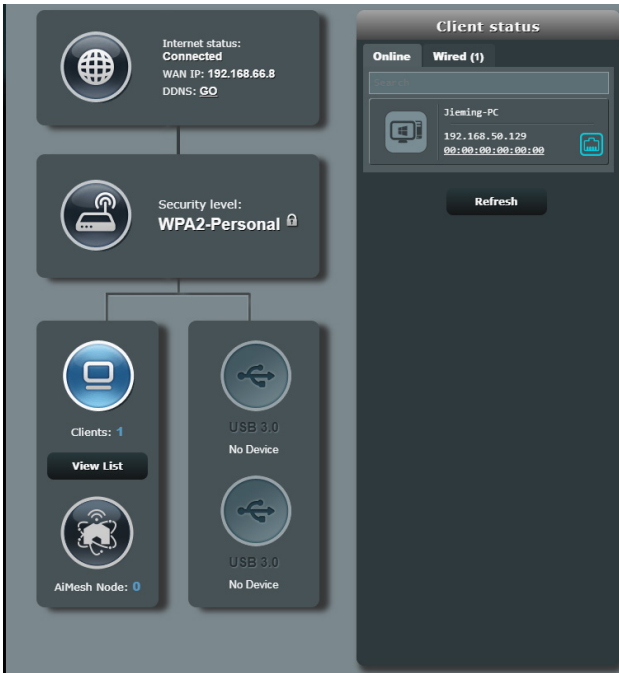 Internet status:
Connected
WAN IP: 192.168.66.8
DDNS: GO
Security level:
WPA2-Personal
Clients: 1
View List
AiMesh Node: 0
USB 3.0
No Device
USB 3.0
No Device
Client status
Online Wired (1)
Search
Jieming-PC
192.168.50.129
00:00:00:00:00:00
Refresh